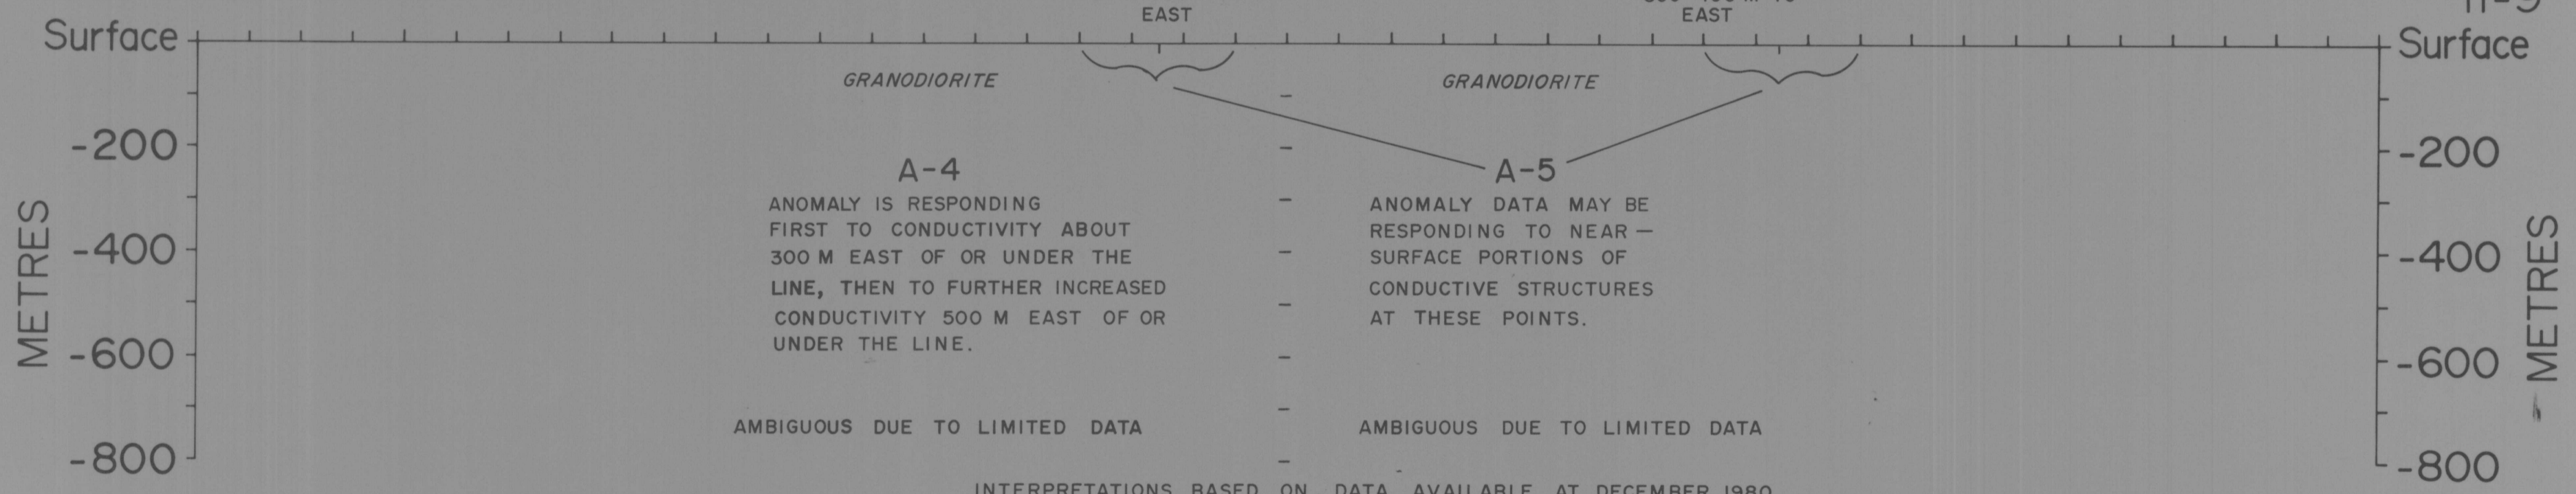 EAST
EAST
Surface
Surface
GRANODIORITE
GRANODIORITE
-200
-200
A-4
A-5
ANOMALY IS RESPONDING
FIRST TO CONDUCTIVITY ABOUT
300 M EAST OF OR UNDER THE
LINE, THEN TO FURTHER INCREASED
CONDUCTIVITY 500 M EAST OF OR
UNDER THE LINE.
ANOMALY DATA MAY BE
RESPONDING TO NEAR—
SURFACE PORTIONS OF
CONDUCTIVE STRUCTURES
AT THESE POINTS.
METRES
-400
-400
METRES
-600
-600
AMBIGUOUS DUE TO LIMITED DATA
AMBIGUOUS DUE TO LIMITED DATA
-800
-800
INTERPRETATIONS BASED ON DATA AVAILABLE AT DECEMBER 1980